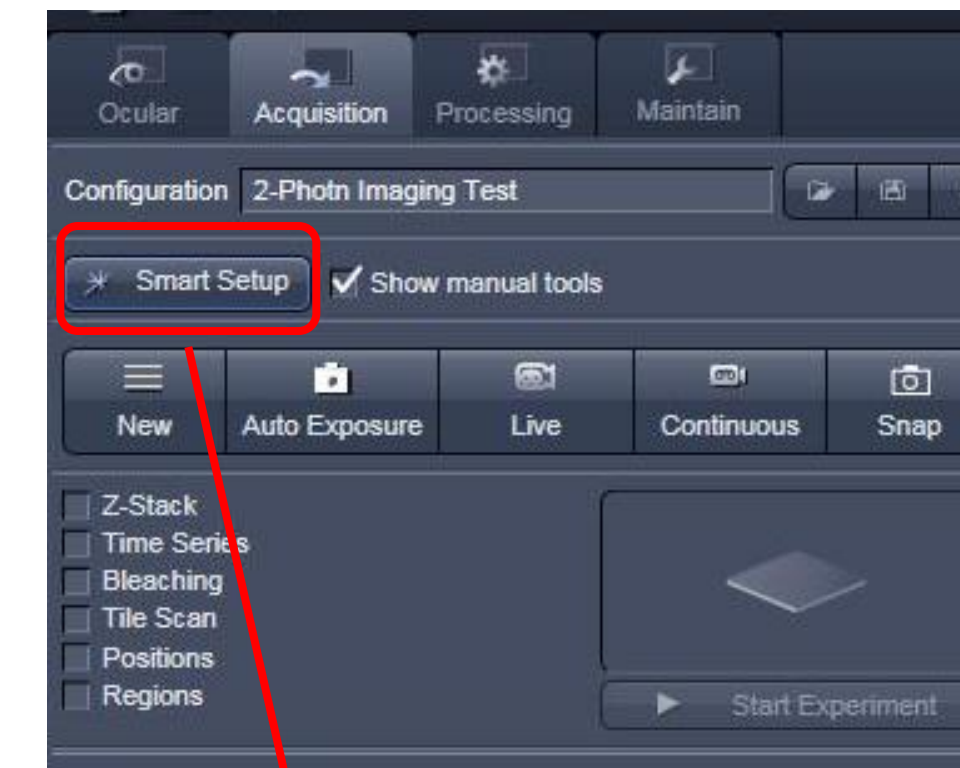 Ocular Acquisition Processing Maintain
Configuration 2-Photn Imaging Test
Smart Setup Show manual tools
New Auto Exposure Live Continuous Snap
Z-Stack
Time Series
Bleaching
Tile Scan
Positions
Regions
Start Experiment